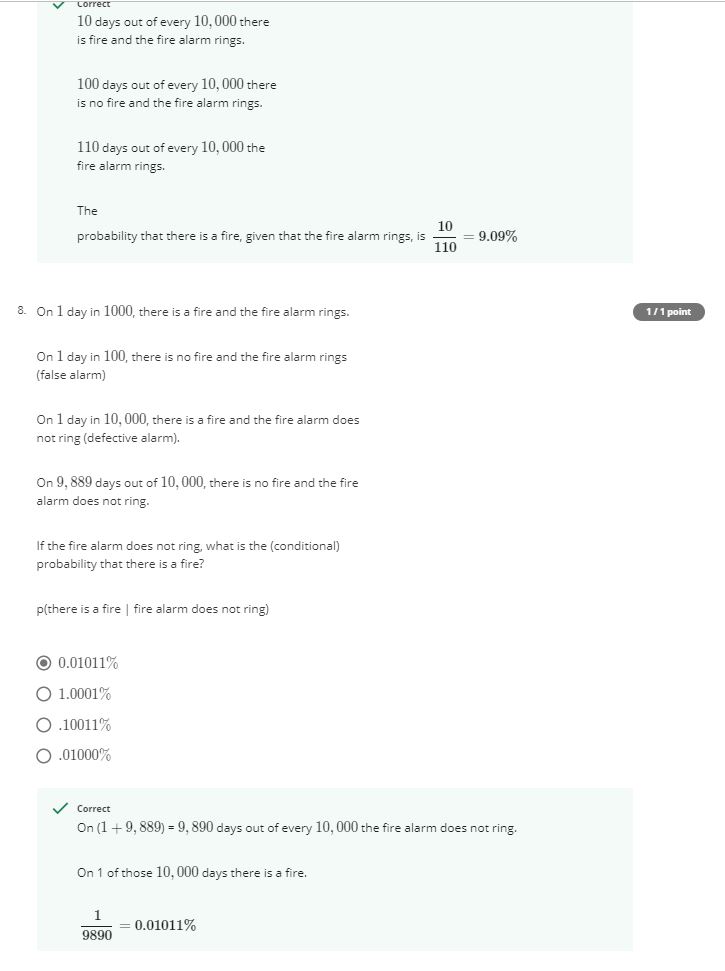 Correct
10 days out of every 10, 000 there
is fire and the fire alarm rings.
100 days out of every 10, 000 there
is no fire and the fire alarm rings.
110 days out of every 10, 000 the
fire alarm rings.
The
probability that there is a fire, given that the fire alarm rings, is 10/110 = 9.09%
8. On 1 day in 1000, there is a fire and the fire alarm rings.
1 / 1 point
On 1 day in 100, there is no fire and the fire alarm rings
(false alarm)
On 1 day in 10, 000, there is a fire and the fire alarm does
not ring (defective alarm).
On 9, 889 days out of 10, 000, there is no fire and the fire
alarm does not ring.
If the fire alarm does not ring, what is the (conditional)
probability that there is a fire?
p(there is a fire | fire alarm does not ring)
0.01011%
1.0001%
.10011%
.01000%
Correct
On (1 + 9, 889) = 9, 890 days out of every 10, 000 the fire alarm does not ring.
On 1 of those 10, 000 days there is a fire.
1/9890 = 0.01011%